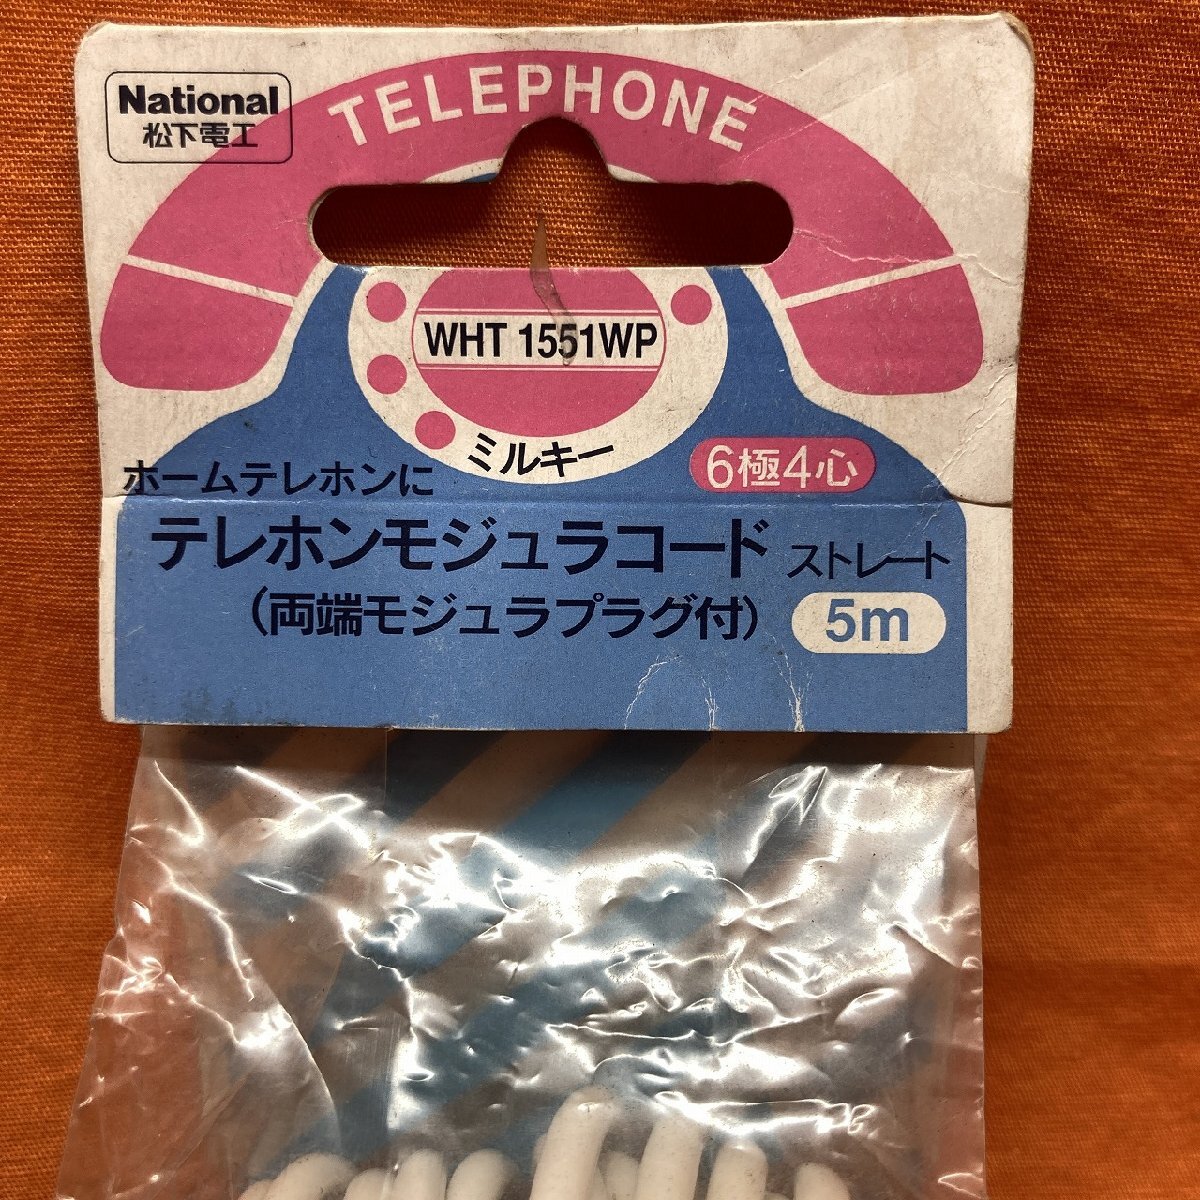 National
松下電工
TELEPHONE
WHT 1551WP
ミルキー
ホームテレホンに
6極4心
テレホンモジュラコード ストレート
(両端モジュラプラグ付) 5m